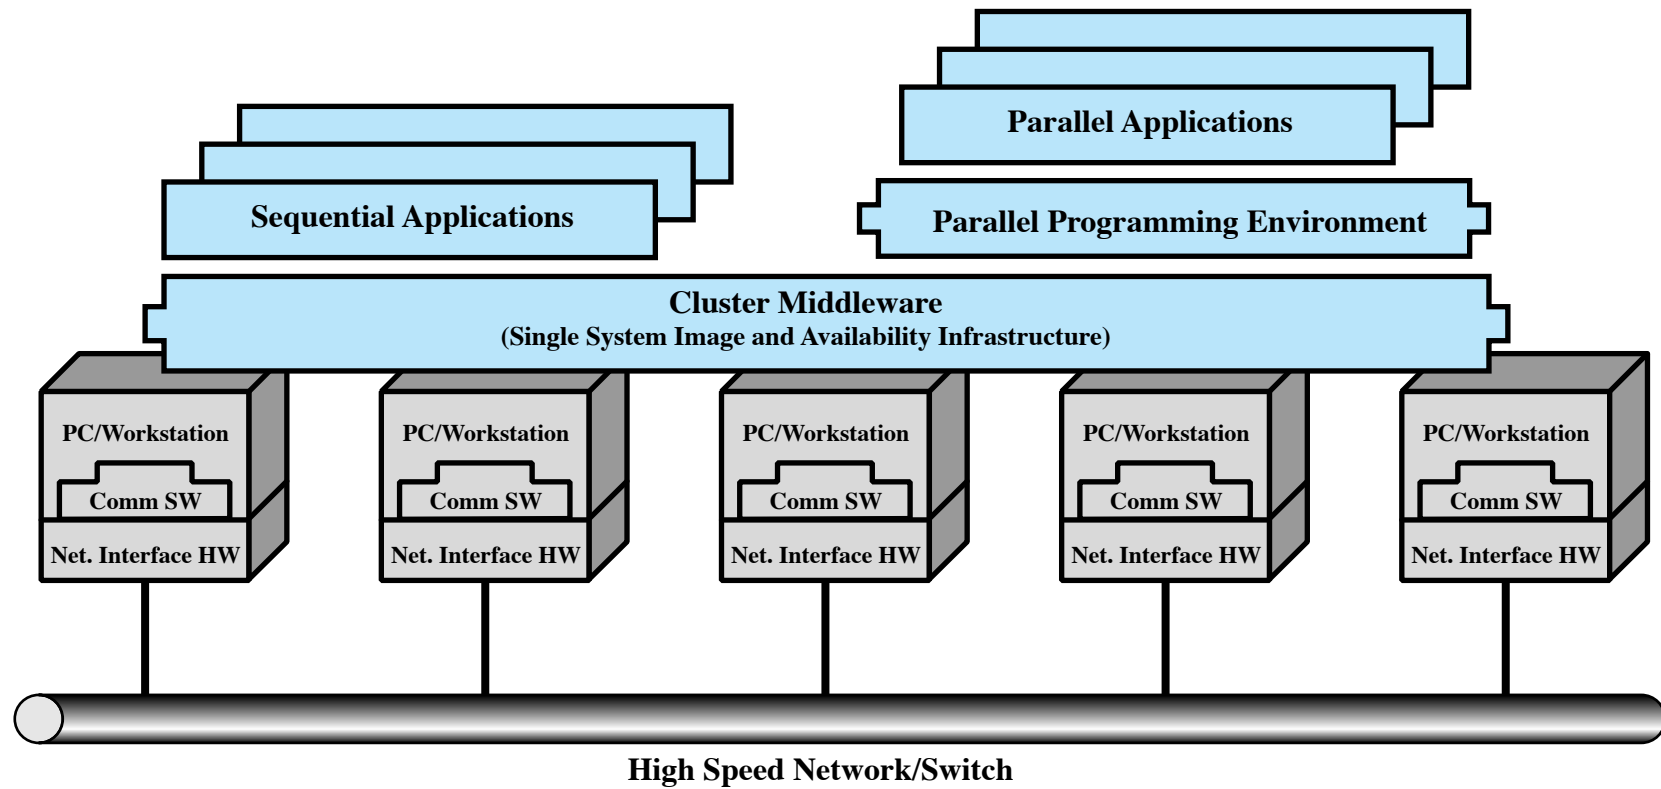 Parallel Applications
Sequential Applications
Parallel Programming Environment
Cluster Middleware
(Single System Image and Availability Infrastructure)
PC/Workstation
Comm SW
Net. Interface HW
PC/Workstation
Comm SW
Net. Interface HW
PC/Workstation
Comm SW
Net. Interface HW
PC/Workstation
Comm SW
Net. Interface HW
PC/Workstation
Comm SW
Net. Interface HW
High Speed Network/Switch